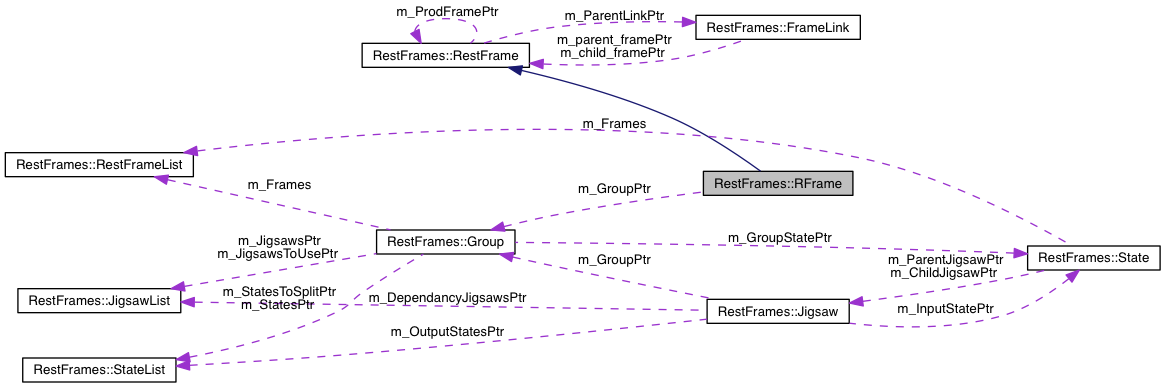 m_ProdFramePtr
m_ParentLinkPtr
RestFrames::FrameLink
m_parent_framePtr
m_child_framePtr
RestFrames::RestFrame
m_Frames
RestFrames::RestFrameList
m_Frames
m_GroupPtr
RestFrames::RFrame
RestFrames::Group
m_GroupStatePtr
m_JigsawsPtr
m_JigsawsToUsePtr
m_GroupPtr
RestFrames::State
m_ParentJigsawPtr
m_ChildJigsawPtr
RestFrames::JigsawList
m_StatesToSplitPtr
m_StatesPtr
m_DependancyJigsawsPtr
RestFrames::Jigsaw
m_InputStatePtr
m_OutputStatesPtr
RestFrames::StateList